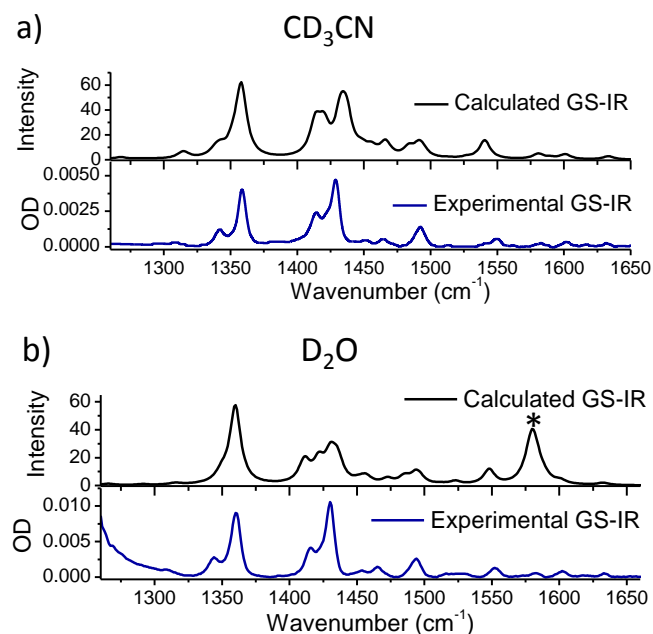 a)
CD₃CN
60
40
20
0
Intensity
Calculated GS-IR
0.0050
0.0025
0.0000
OD
Experimental GS-IR
1300 1350 1400 1450 1500 1550 1600 1650
Wavenumber (cm⁻¹)
b)
D₂O
60
40
20
0
Intensity
Calculated GS-IR
*
0.010
0.005
0.000
OD
Experimental GS-IR
1300 1350 1400 1450 1500 1550 1600 1650
Wavenumber (cm⁻¹)